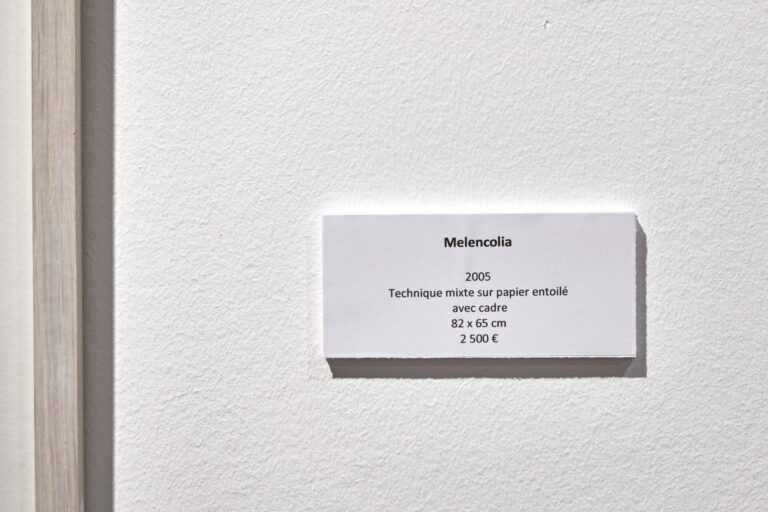 Melencolia
2005
Technique mixte sur papier entoilé
avec cadre
82 x 65 cm
2 500 €